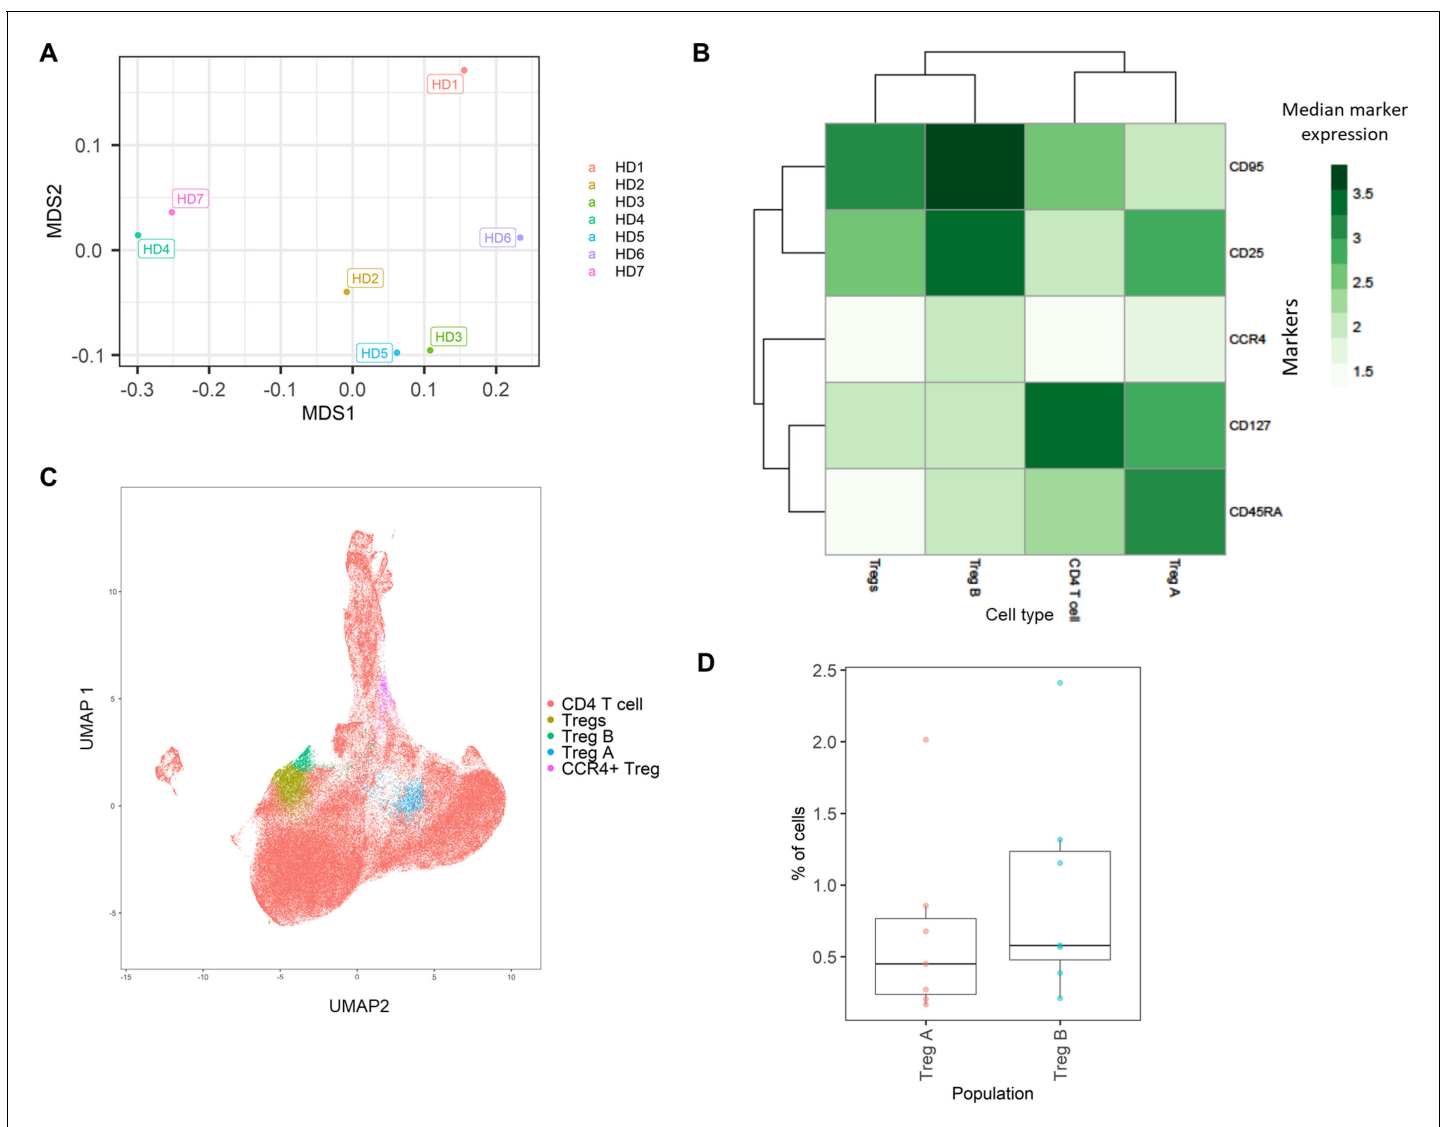 A
HD1
HD7
HD4
HD6
HD2
HD3
HD5
0.1
0.0
-0.1
MDS2
-0.3
-0.2
-0.1
0.0
0.1
0.2
MDS1
a HD1
a HD2
a HD3
a HD4
a HD5
a HD6
a HD7
B
CD95
CD25
CCR4
CD127
CD45RA
Tregs
Treg B
CD4 T cell
Treg A
Cell type
Markers
Median marker
expression
3.5
3
2.5
2
1.5
C
10
5
0
-5
UMAP 1
-15
-10
-5
0
5
10
UMAP2
CD4 T cell
Tregs
Treg B
Treg A
CCR4+ Treg
D
2.5
2.0
1.5
1.0
0.5
% of cells
Treg A
Treg B
Population